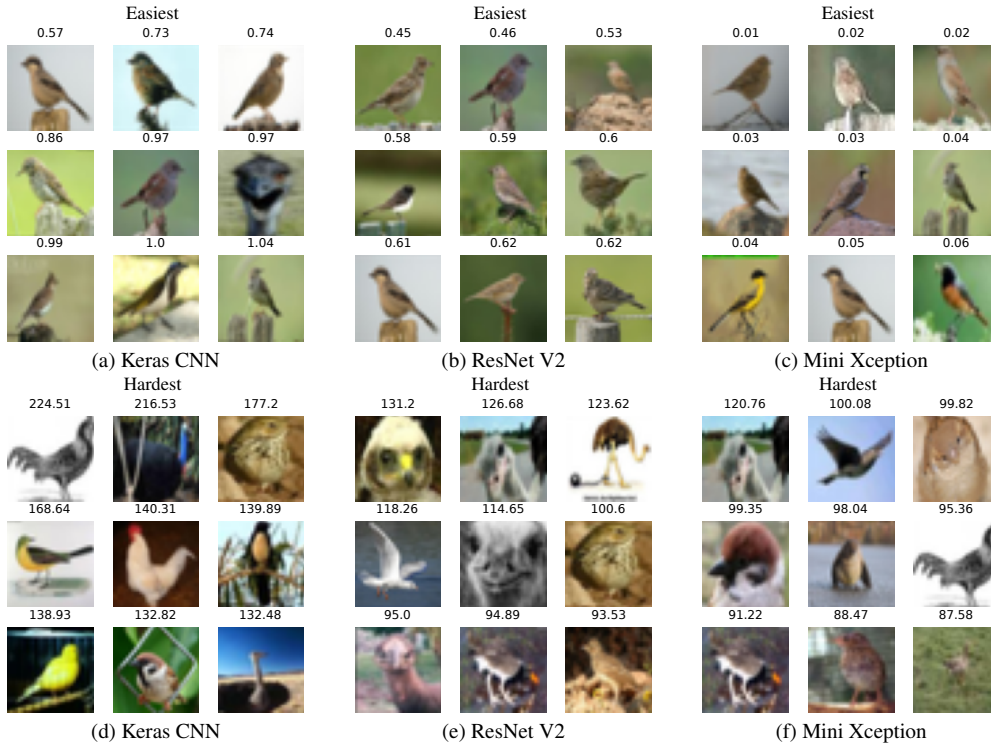 Easiest Easiest Easiest
0.57 0.73 0.74 0.45 0.46 0.53 0.01 0.02 0.02
0.86 0.97 0.97 0.58 0.59 0.6 0.03 0.03 0.04
0.99 1.0 1.04 0.61 0.62 0.62 0.04 0.05 0.06
(a) Keras CNN (b) ResNet V2 (c) Mini Xception
Hardest Hardest Hardest
224.51 216.53 177.2 131.2 126.68 123.62 120.76 100.08 99.82
168.64 140.31 139.89 118.26 114.65 100.6 99.35 98.04 95.36
138.93 132.82 132.48 95.0 94.89 93.53 91.22 88.47 87.58
(d) Keras CNN (e) ResNet V2 (f) Mini Xception